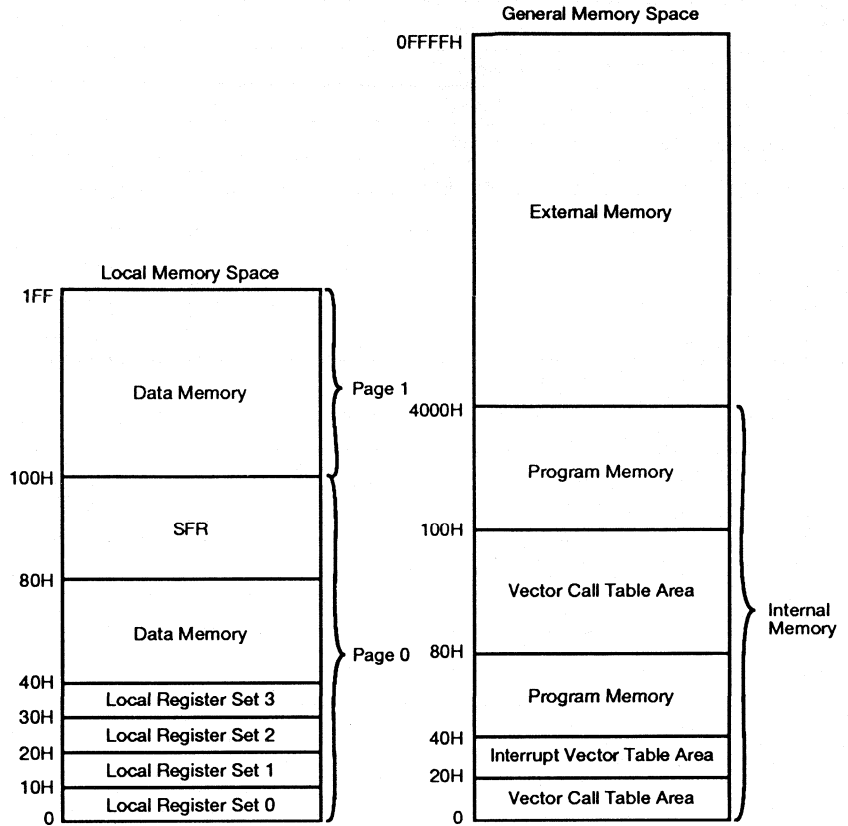 General Memory Space
0FFFFH
External Memory
4000H
Program Memory
100H
Vector Call Table Area
80H
Program Memory
40H
Interrupt Vector Table Area
20H
Vector Call Table Area
0
Internal
Memory
Local Memory Space
1FF
Data Memory
Page 1
100H
SFR
80H
Data Memory
Page 0
40H
Local Register Set 3
30H
Local Register Set 2
20H
Local Register Set 1
10H
Local Register Set 0
0